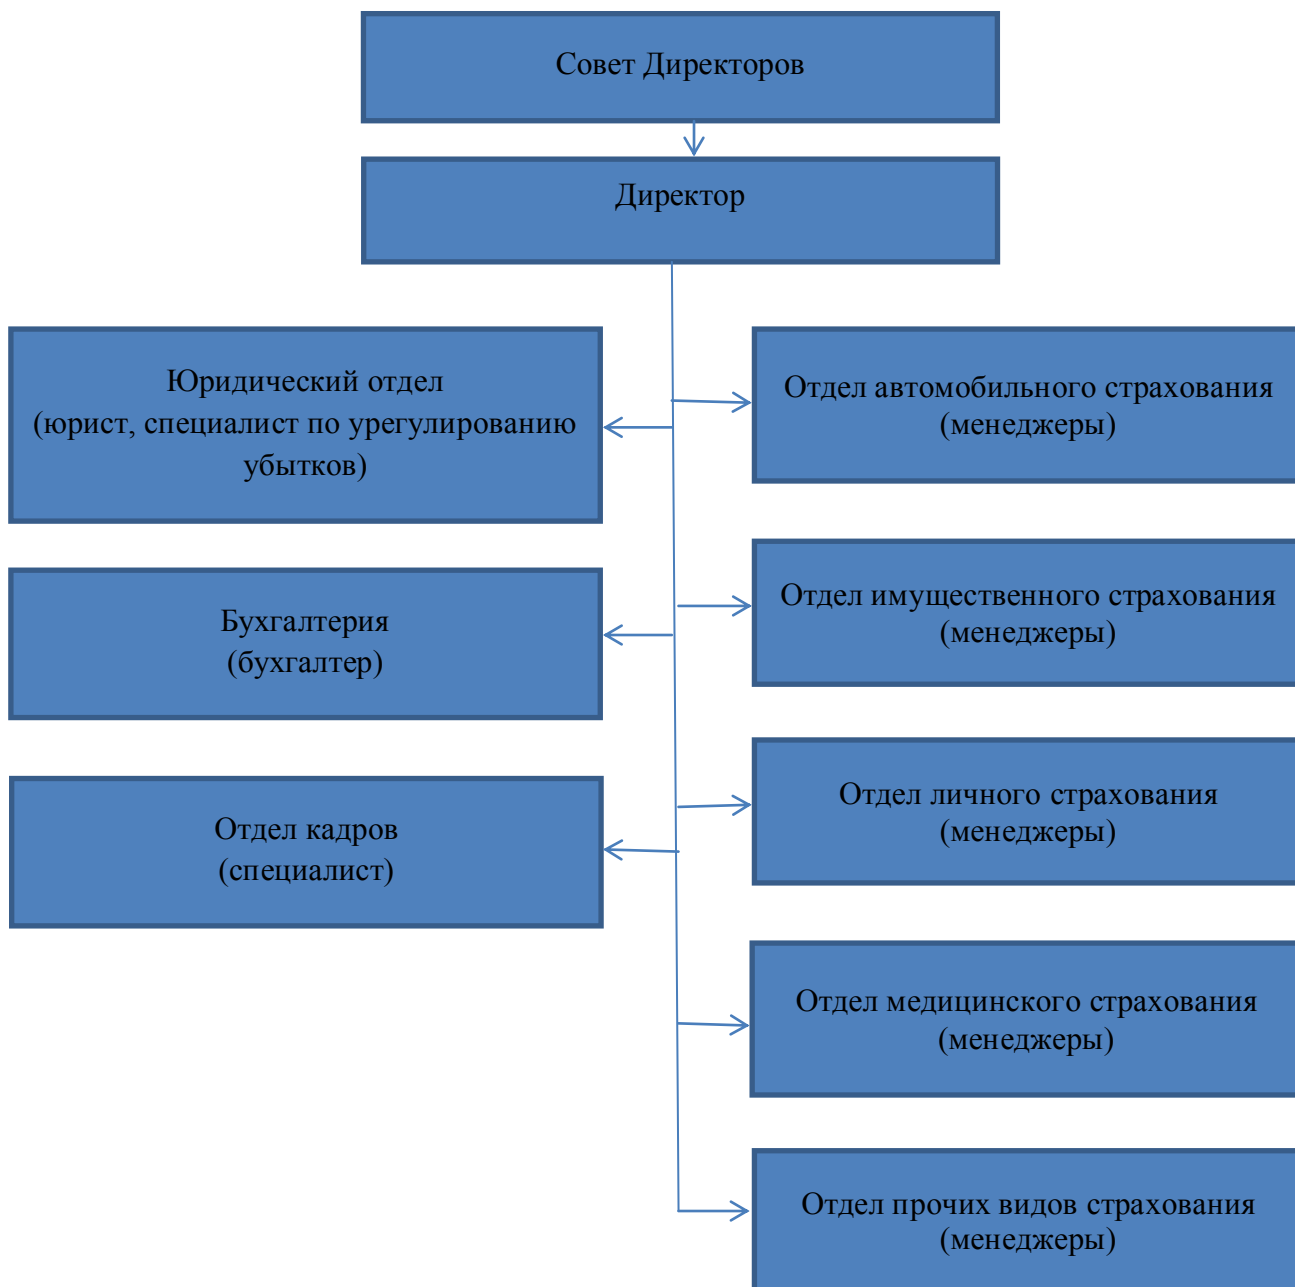 Совет Директоров
Директор
Юридический отдел
(юрист, специалист по урегулированию
убытков)
Отдел автомобильного страхования
(менеджеры)
Отдел имущественного страхования
(менеджеры)
Бухгалтерия
(бухгалтер)
Отдел личного страхования
(менеджеры)
Отдел кадров
(специалист)
Отдел медицинского страхования
(менеджеры)
Отдел прочих видов страхования
(менеджеры)